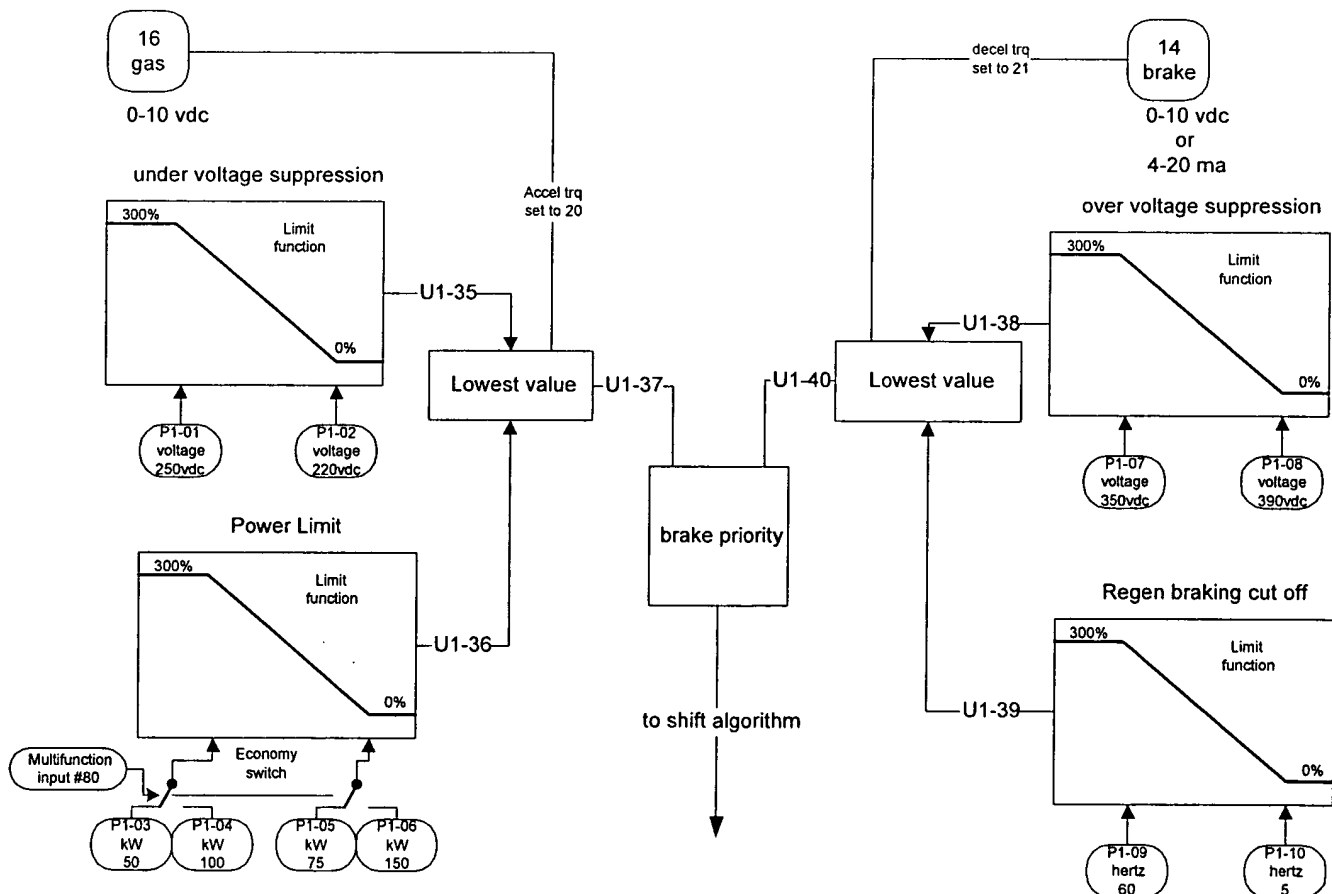 16
gas
0-10 vdc
decel trq
set to 21
14
brake
0-10 vdc
or
4-20 ma
under voltage suppression
300%
Limit
function
0%
Accel trq
set to 20
U1-35
P1-01
voltage
250vdc
P1-02
voltage
220vdc
Lowest value
U1-37
U1-40
Lowest value
U1-38
over voltage suppression
300%
Limit
function
0%
P1-07
voltage
350vdc
P1-08
voltage
390vdc
brake priority
to shift algorithm
Power Limit
300%
Limit
function
0%
U1-36
Multifunction
input #80
Economy
switch
P1-03
kW
50
P1-04
kW
100
P1-05
kW
75
P1-06
kW
150
Regen braking cut off
300%
Limit
function
0%
U1-39
P1-09
hertz
60
P1-10
hertz
5